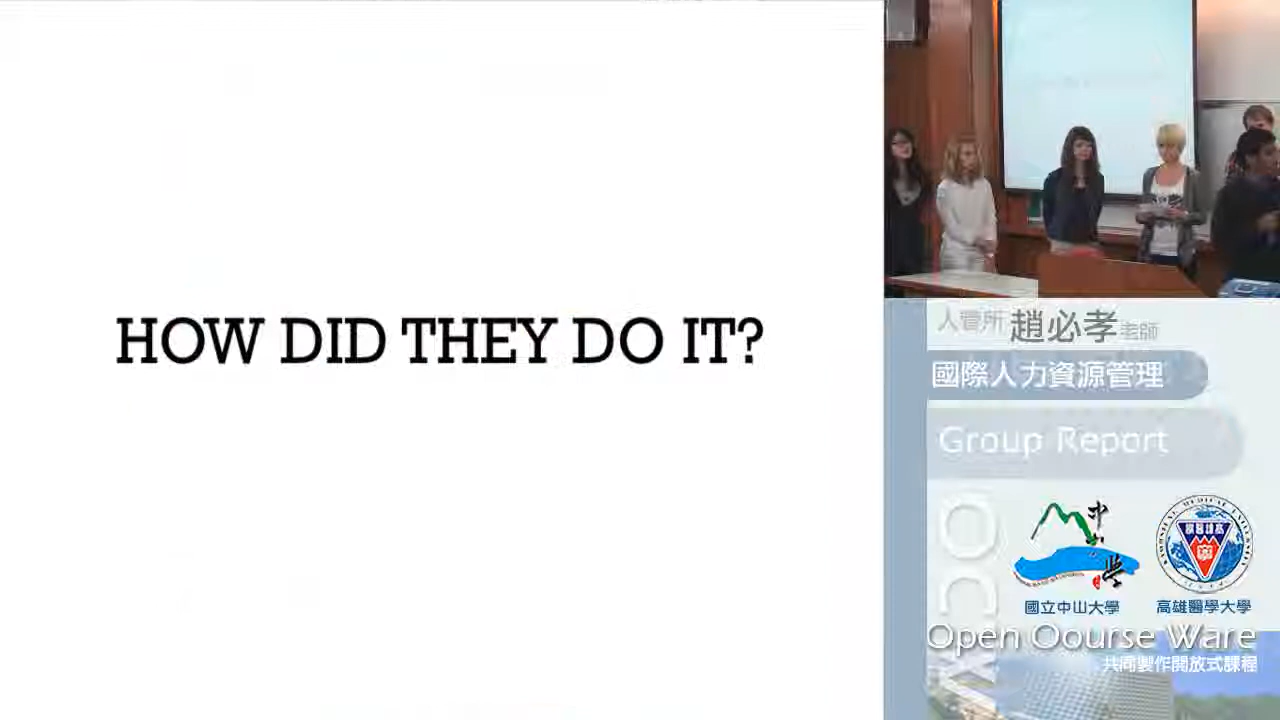 HOW DID THEY DO IT?
人資所 趙必孝 老師
國際人力資源管理
Group Report
國立中山大學
高雄醫學大學
Open Oourse Ware
共同製作開放式課程